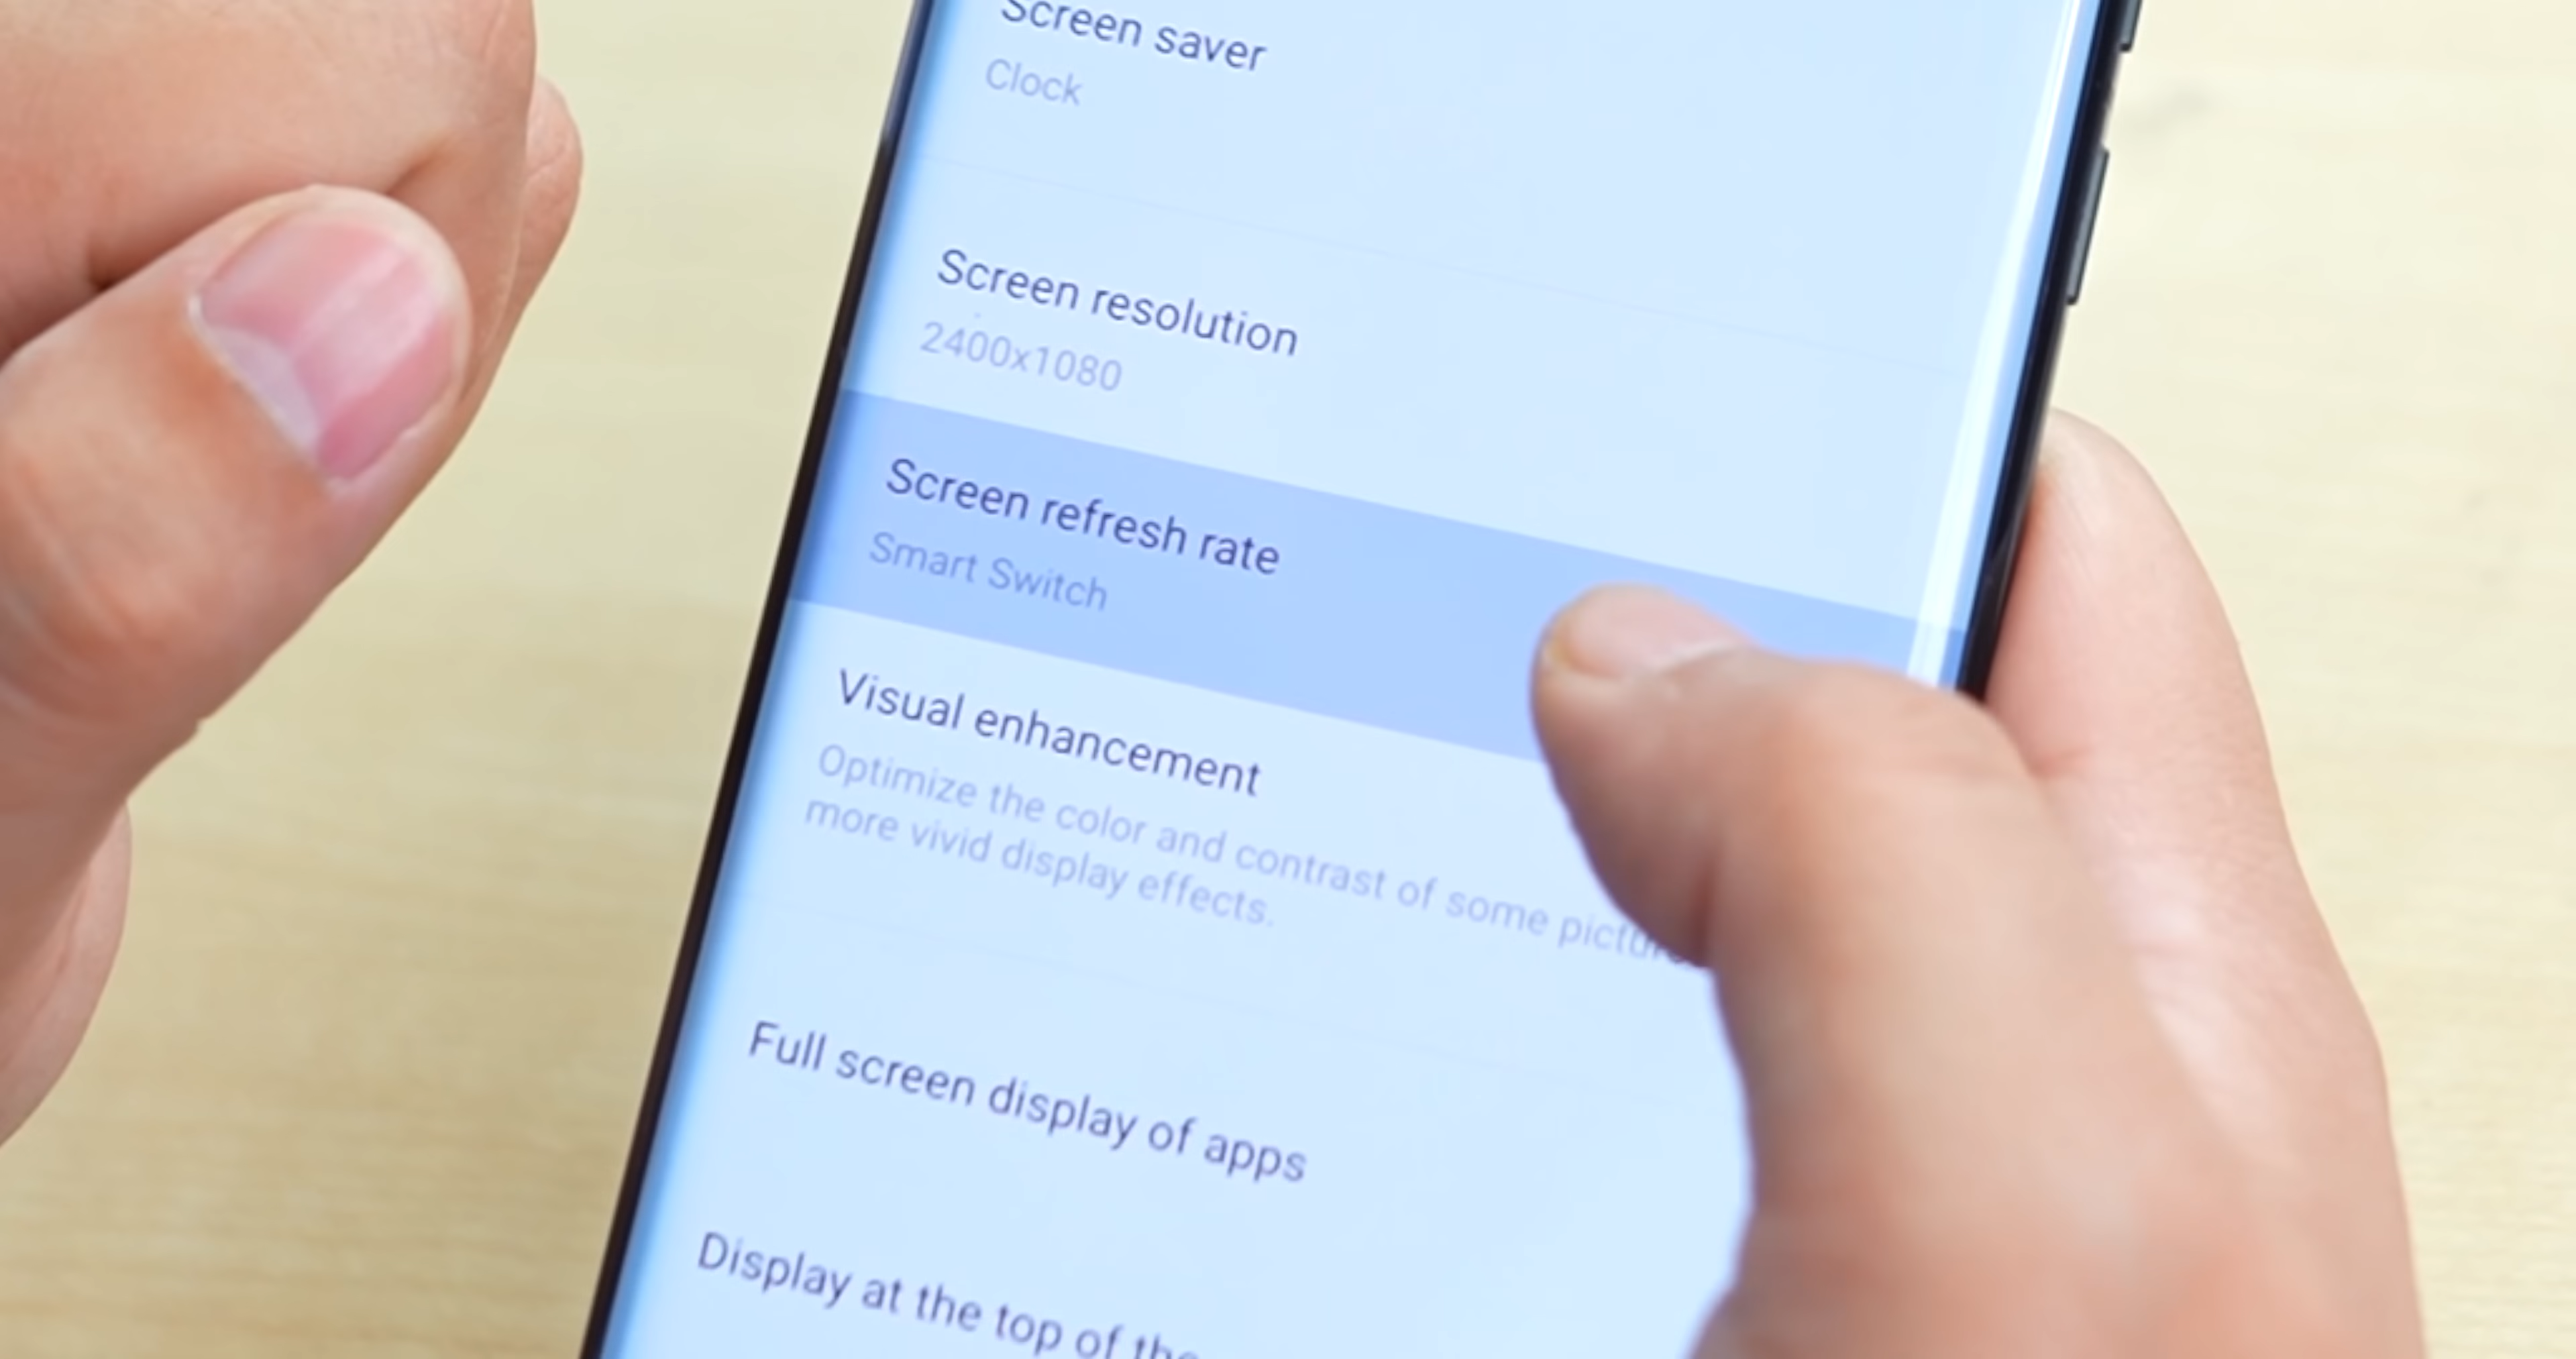 Screen saver
Clock
Screen resolution
2400x1080
Screen refresh rate
Smart Switch
Visual enhancement
Optimize the color and contrast of some
more vivid display effects.
Full screen display of apps
Display at the top of the